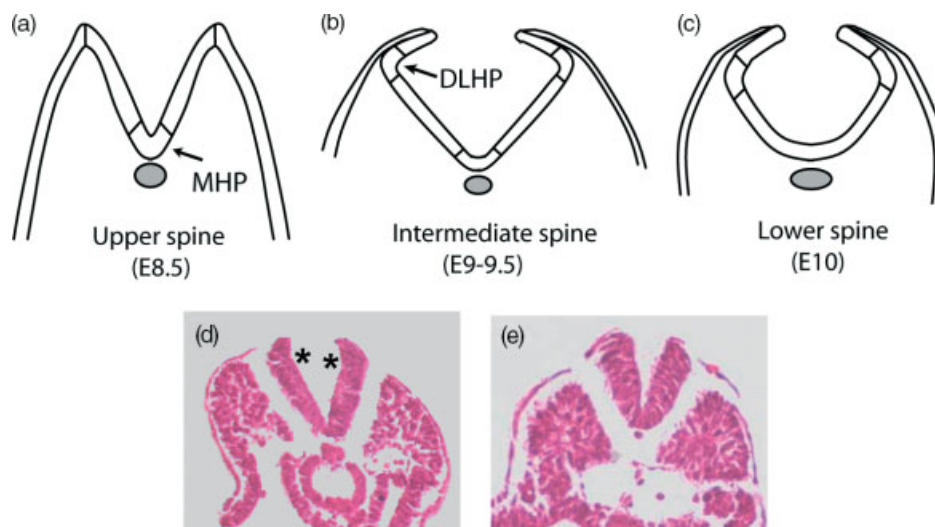 (a)
MHP
Upper spine
(E8.5)
(b)
DLHP
Intermediate spine
(E9-9.5)
(c)
Lower spine
(E10)
(d)
* *
(e)